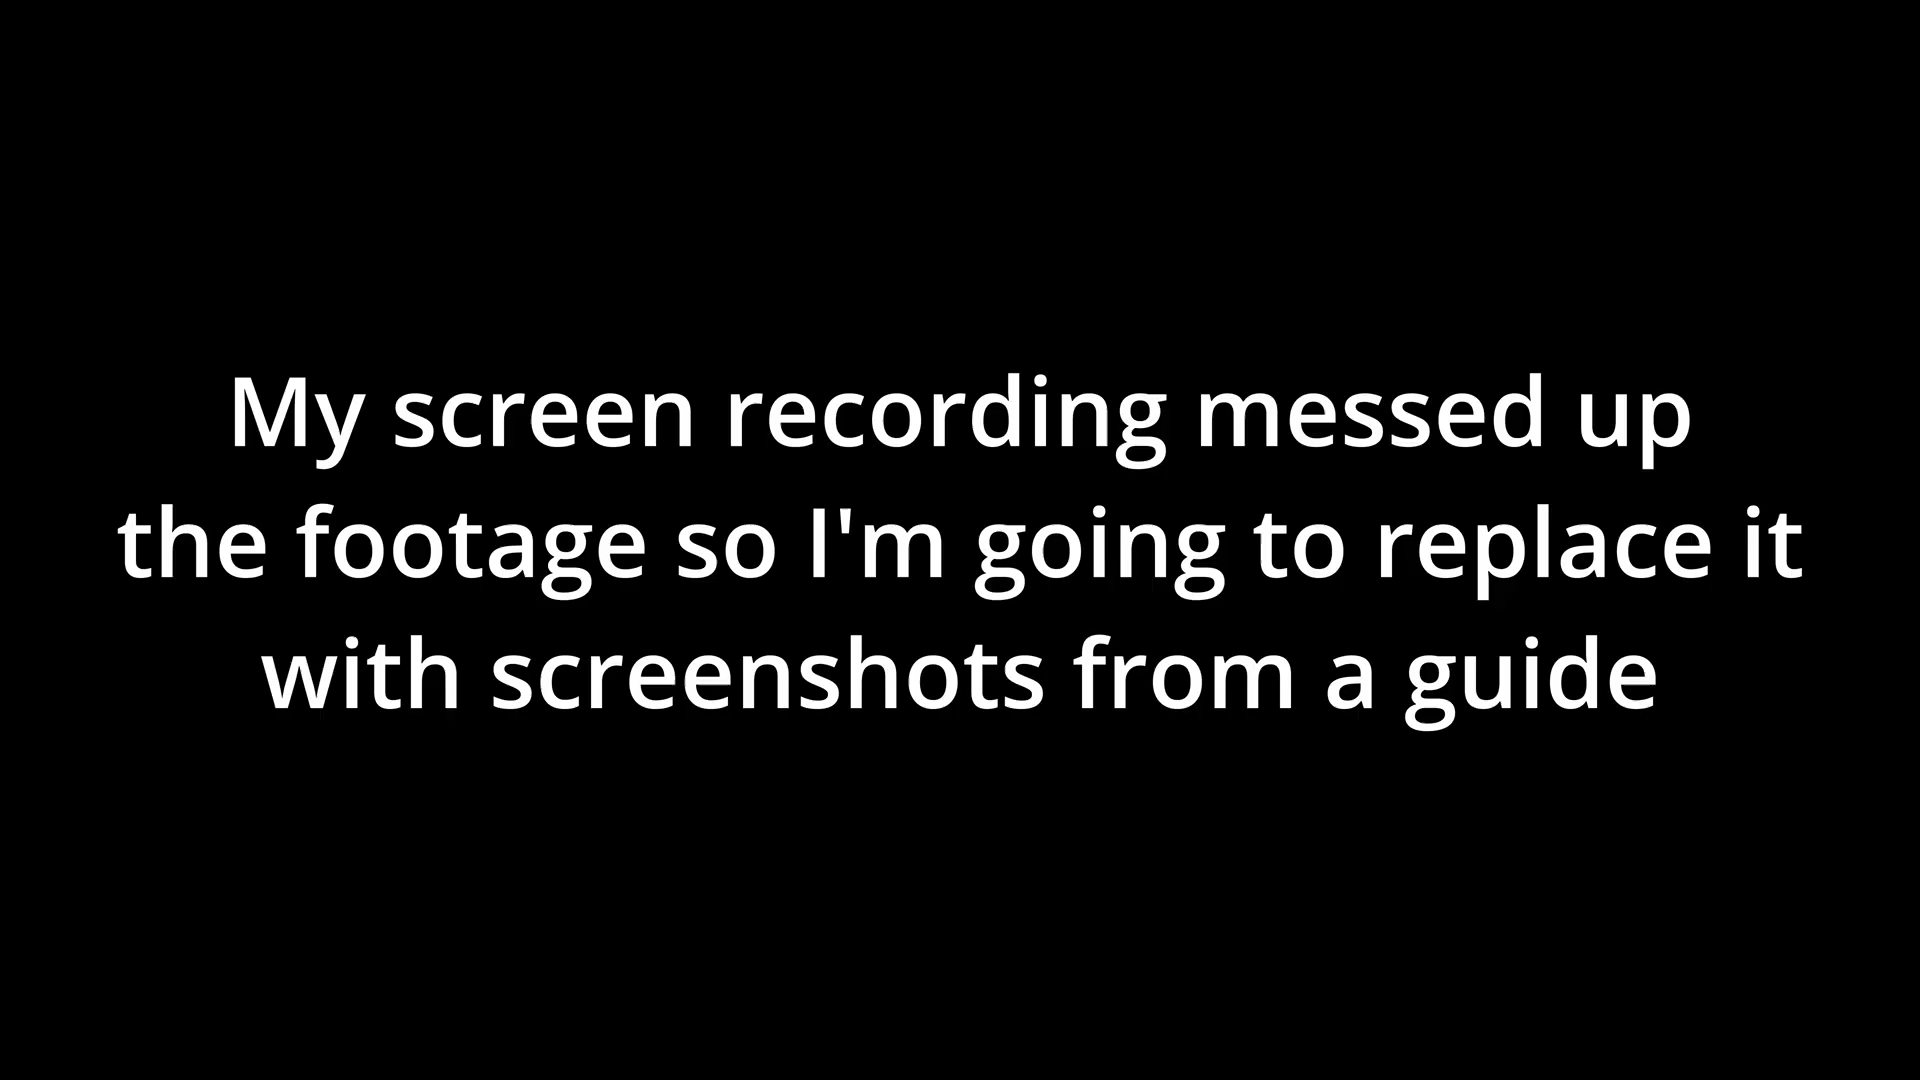 My screen recording messed up
the footage so I'm going to replace it
with screenshots from a guide